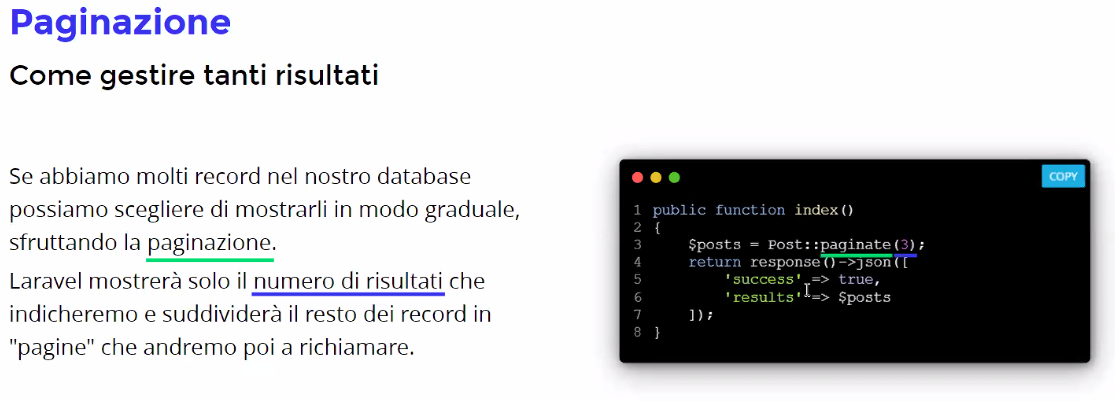 Paginazione
Come gestire tanti risultati
Se abbiamo molti record nel nostro database
possiamo scegliere di mostrarli in modo graduale,
sfruttando la paginazione.
Laravel mostrerà solo il numero di risultati che
indicheremo e suddividerà il resto dei record in
"pagine" che andremo poi a richiamare.
COPY
1 public function index()
2 {
3     $posts = Post::paginate(3);
4     return response()->json([
5         'success' => true,
6         'results' => $posts
7     ]);
8 }